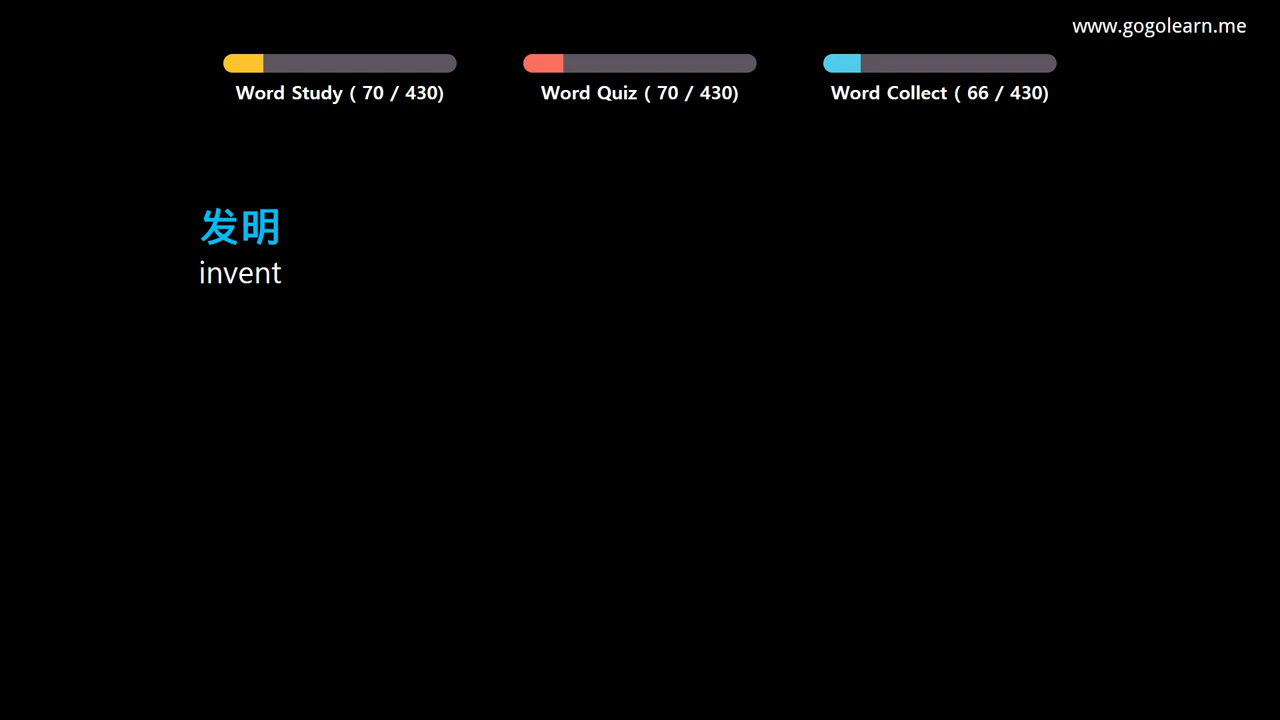 www.gogolearn.me
Word Study ( 70 / 430)
Word Quiz ( 70 / 430)
Word Collect ( 66 / 430)
发明
invent